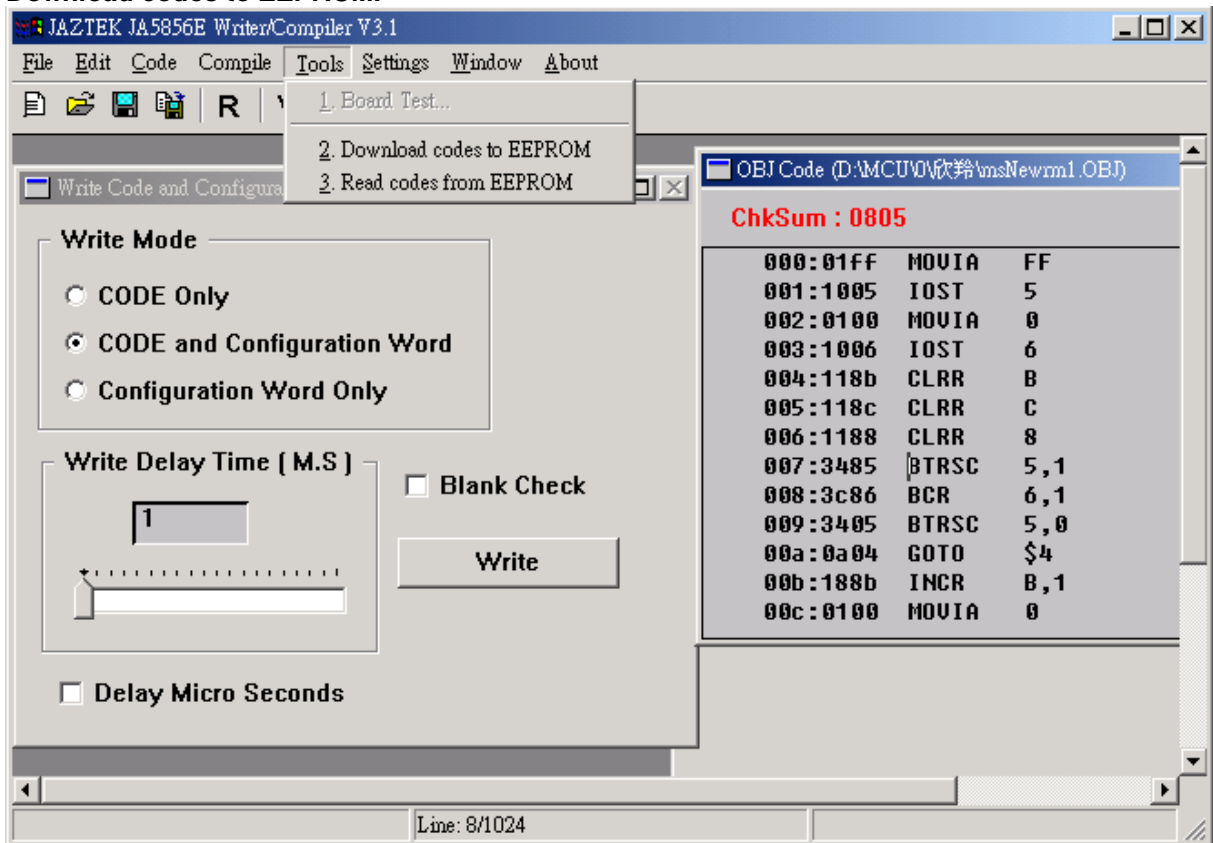 Download codes to EEPROM.
JAZTEK JA5856E Writer/Compiler V3.1
File Edit Code Compile Tools Settings Window About
R
1. Board Test...
2. Download codes to EEPROM
3. Read codes from EEPROM
Write Code and Configura
Write Mode
CODE Only
CODE and Configuration Word
Configuration Word Only
Write Delay Time ( M.S )
1
Blank Check
Write
Delay Micro Seconds
OBJ Code (D:\MCU\0\欣羚\msNewrm1.OBJ)
ChkSum : 0805
000:01ff MOVIA FF
001:1005 IOST 5
002:0100 MOVIA 0
003:1006 IOST 6
004:118b CLRR B
005:118c CLRR C
006:1188 CLRR 8
007:3485 BTRSC 5,1
008:3c86 BCR 6,1
009:3405 BTRSC 5,0
00a:0a04 GOTO $4
00b:188b INCR B,1
00c:0100 MOVIA 0
Line: 8/1024